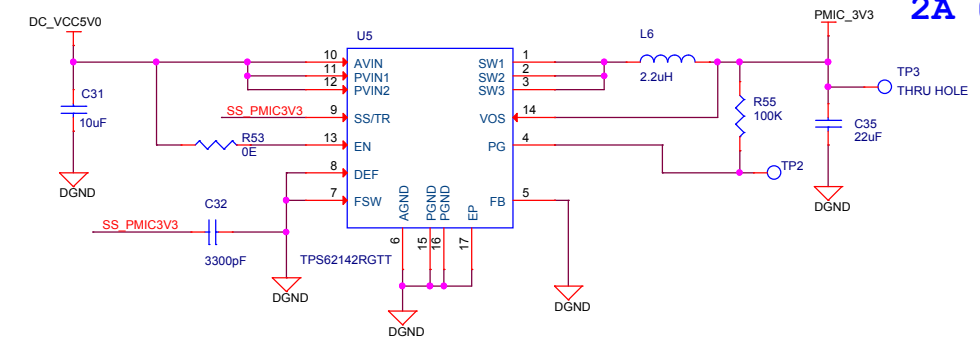 2A
DC_VCC5V0
PMIC_3V3
U5
L6
2.2uH
10
AVIN
11
PVIN1
12
PVIN2
SW1
1
SW2
2
SW3
3
TP3
THRU HOLE
C31
10uF
SS_PMIC3V3
9
SS/TR
VOS
14
R55
100K
C35
22uF
R53
0E
13
EN
PG
4
TP2
8
DEF
7
FSW
FB
5
AGND
PGND
PGND
EP
6
15
16
17
DGND
C32
SS_PMIC3V3
3300pF
TPS62142RGTT
DGND
DGND
DGND
DGND